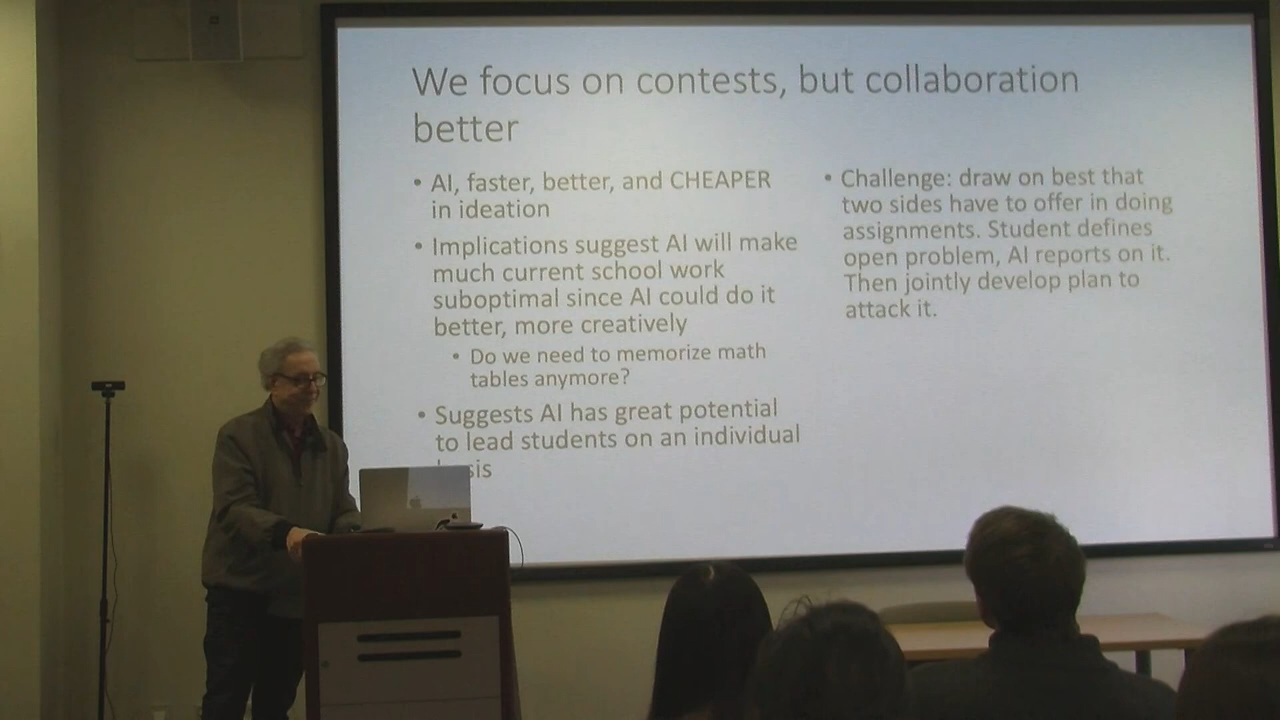 We focus on contests, but collaboration
better
• AI, faster, better, and CHEAPER
in ideation
• Implications suggest AI will make
much current school work
suboptimal since AI could do it
better, more creatively
• Do we need to memorize math
tables anymore?
• Suggests AI has great potential
to lead students on an individual
• Challenge: draw on best that
two sides have to offer in doing
assignments. Student defines
open problem, AI reports on it.
Then jointly develop plan to
attack it.